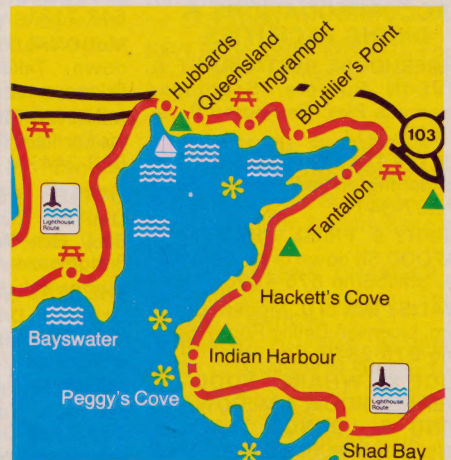 Hubbards
Queensland
Ingramport
Boutilier's Point
103
Tantallon
Lighthouse
Route
Hackett's Cove
Bayswater
Indian Harbour
Peggy's Cove
Lighthouse
Route
Shad Bay